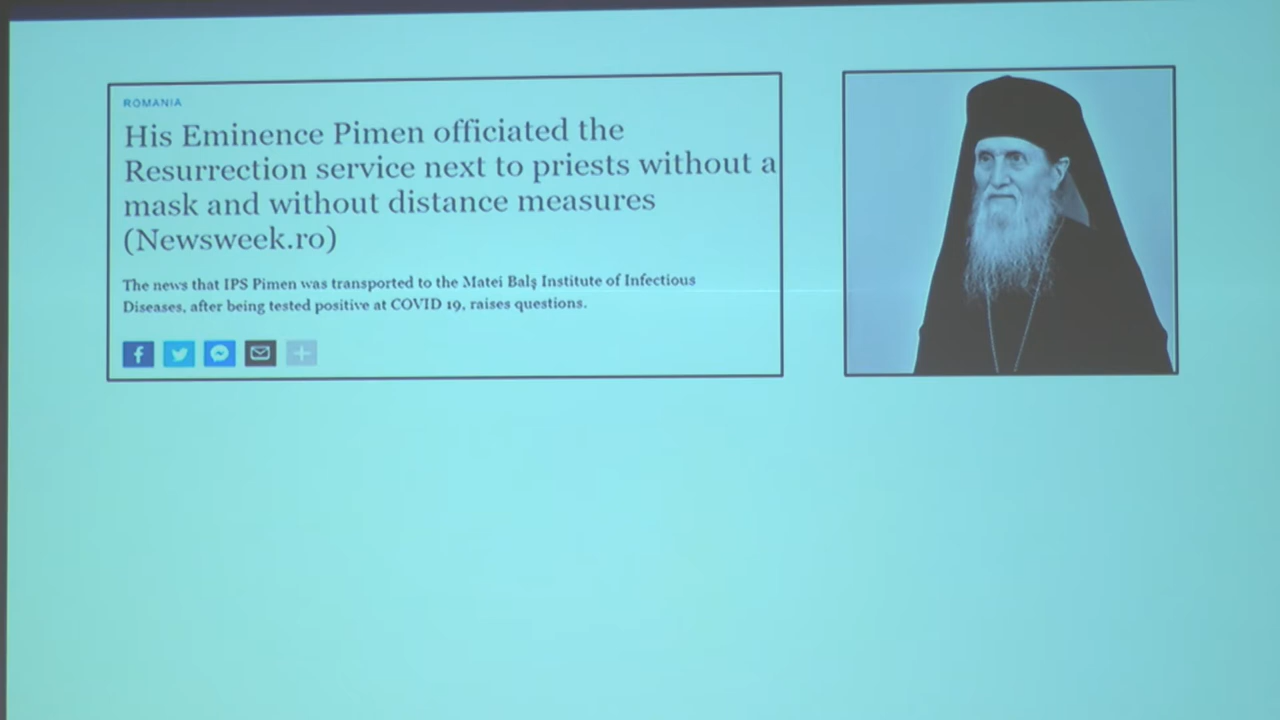 ROMANIA
His Eminence Pimen officiated the
Resurrection service next to priests without a
mask and without distance measures
(Newsweek.ro)
The news that IPS Pimen was transported to the Matei Balş Institute of Infectious
Diseases, after being tested positive at COVID 19, raises questions.